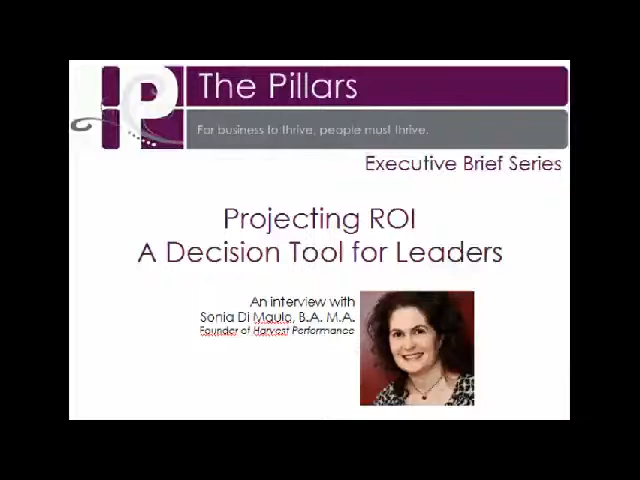 P
The Pillars
For business to thrive, people must thrive.
Executive Brief Series
Projecting ROI
A Decision Tool for Leaders
An interview with
Sonia Di Maulo, B.A. M.A.
Founder of Harvest Performance